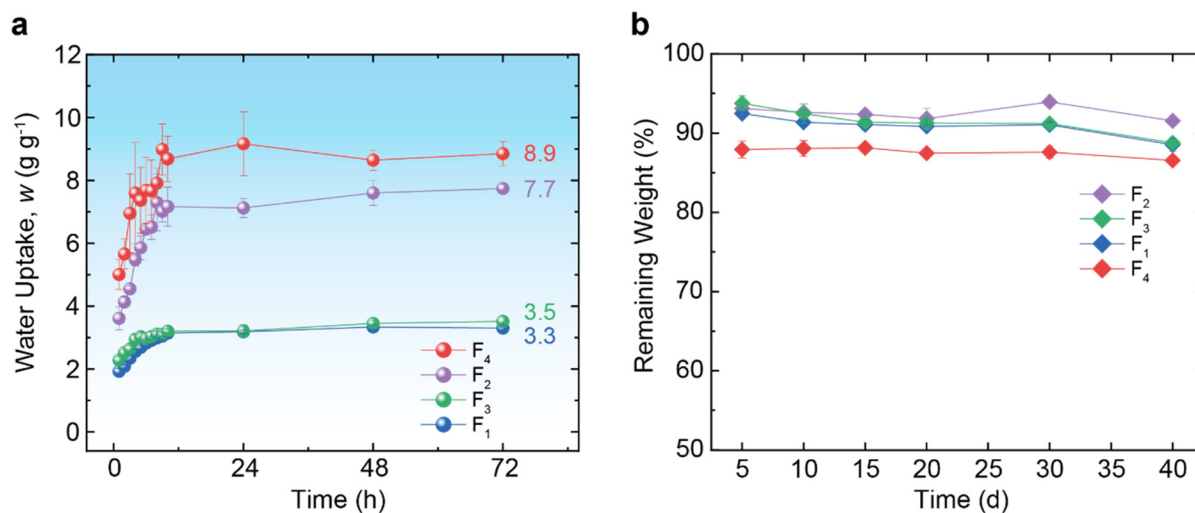 a
12
10
8
6
4
2
0
Water Uptake, w (g g⁻¹)
8.9
7.7
3.5
3.3
F₄
F₂
F₃
F₁
0 24 48 72
Time (h)
b
100
90
80
70
60
50
Remaining Weight (%)
F₂
F₃
F₁
F₄
5 10 15 20 30 40
Time (d)